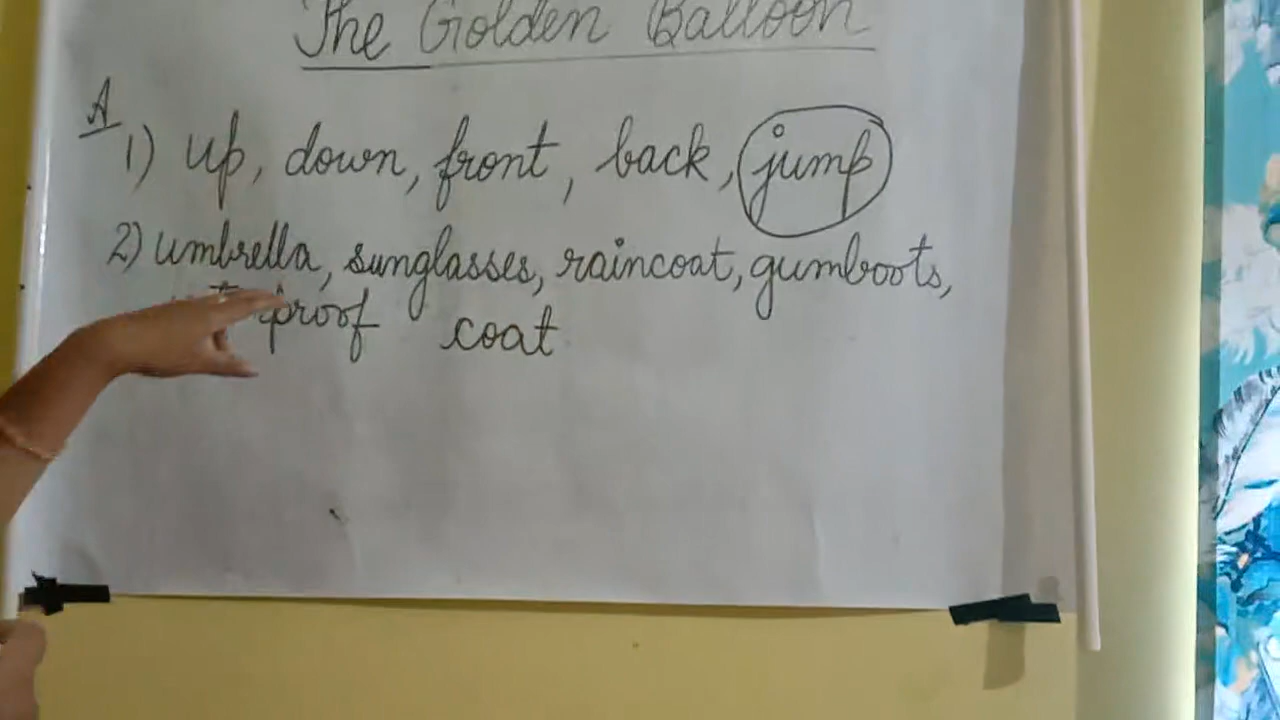 The Golden Balloon
A
1) up, down, front, back, jump
2) umbrella, sunglasses, raincoat, gumboots,
proof coat